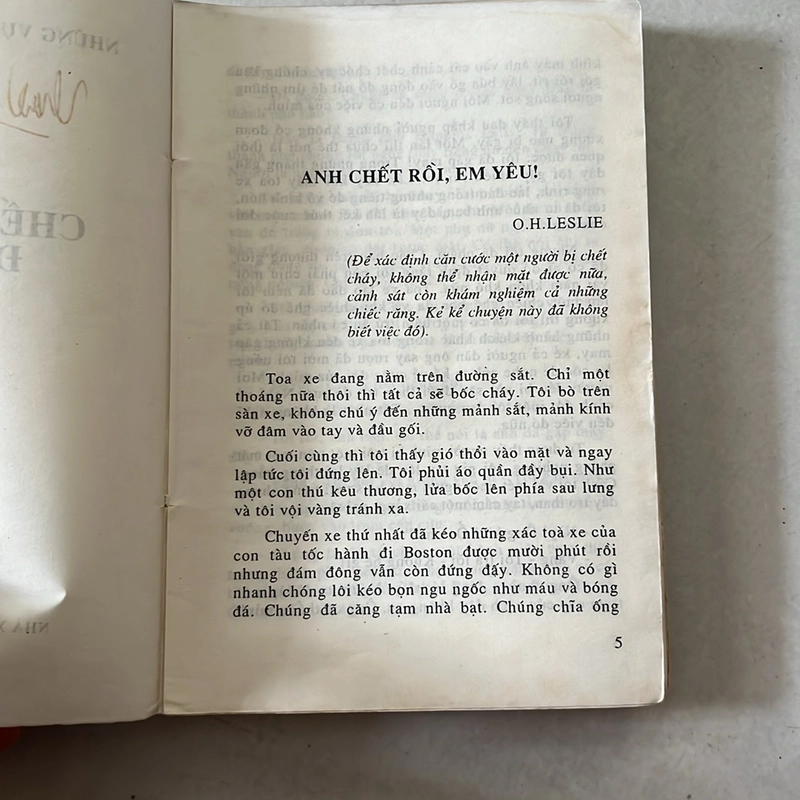 ANH CHẾT RỒI, EM YÊU!
O.H.LESLIE
(Để xác định căn cước một người bị chết
cháy, không thể nhận mặt được nữa,
cảnh sát còn khám nghiệm cả những
chiếc răng. Kẻ kể chuyện này đã không
biết việc đó).
Toa xe đang nằm trên đường sắt. Chỉ một
thoáng nữa thôi thì tất cả sẽ bốc cháy. Tôi bò trên
sàn xe, không chú ý đến những mảnh sắt, mảnh kính
vỡ đâm vào tay và đầu gối.
Cuối cùng thì tôi thấy gió thổi vào mặt và ngay
lập tức tôi đứng lên. Tôi phủi áo quần đầy bụi. Như
một con thú kêu thương, lửa bốc lên phía sau lưng
và tôi vội vàng tránh xa.
Chuyến xe thứ nhất đã kéo những xác toà xe của
con tàu tốc hành đi Boston được mười phút rồi
nhưng đám đông vẫn còn đứng đấy. Không có gì
nhanh chóng lôi kéo bọn ngu ngốc như máu và bóng
đá. Chúng đã căng tạm nhà bạt. Chúng chĩa ống
5